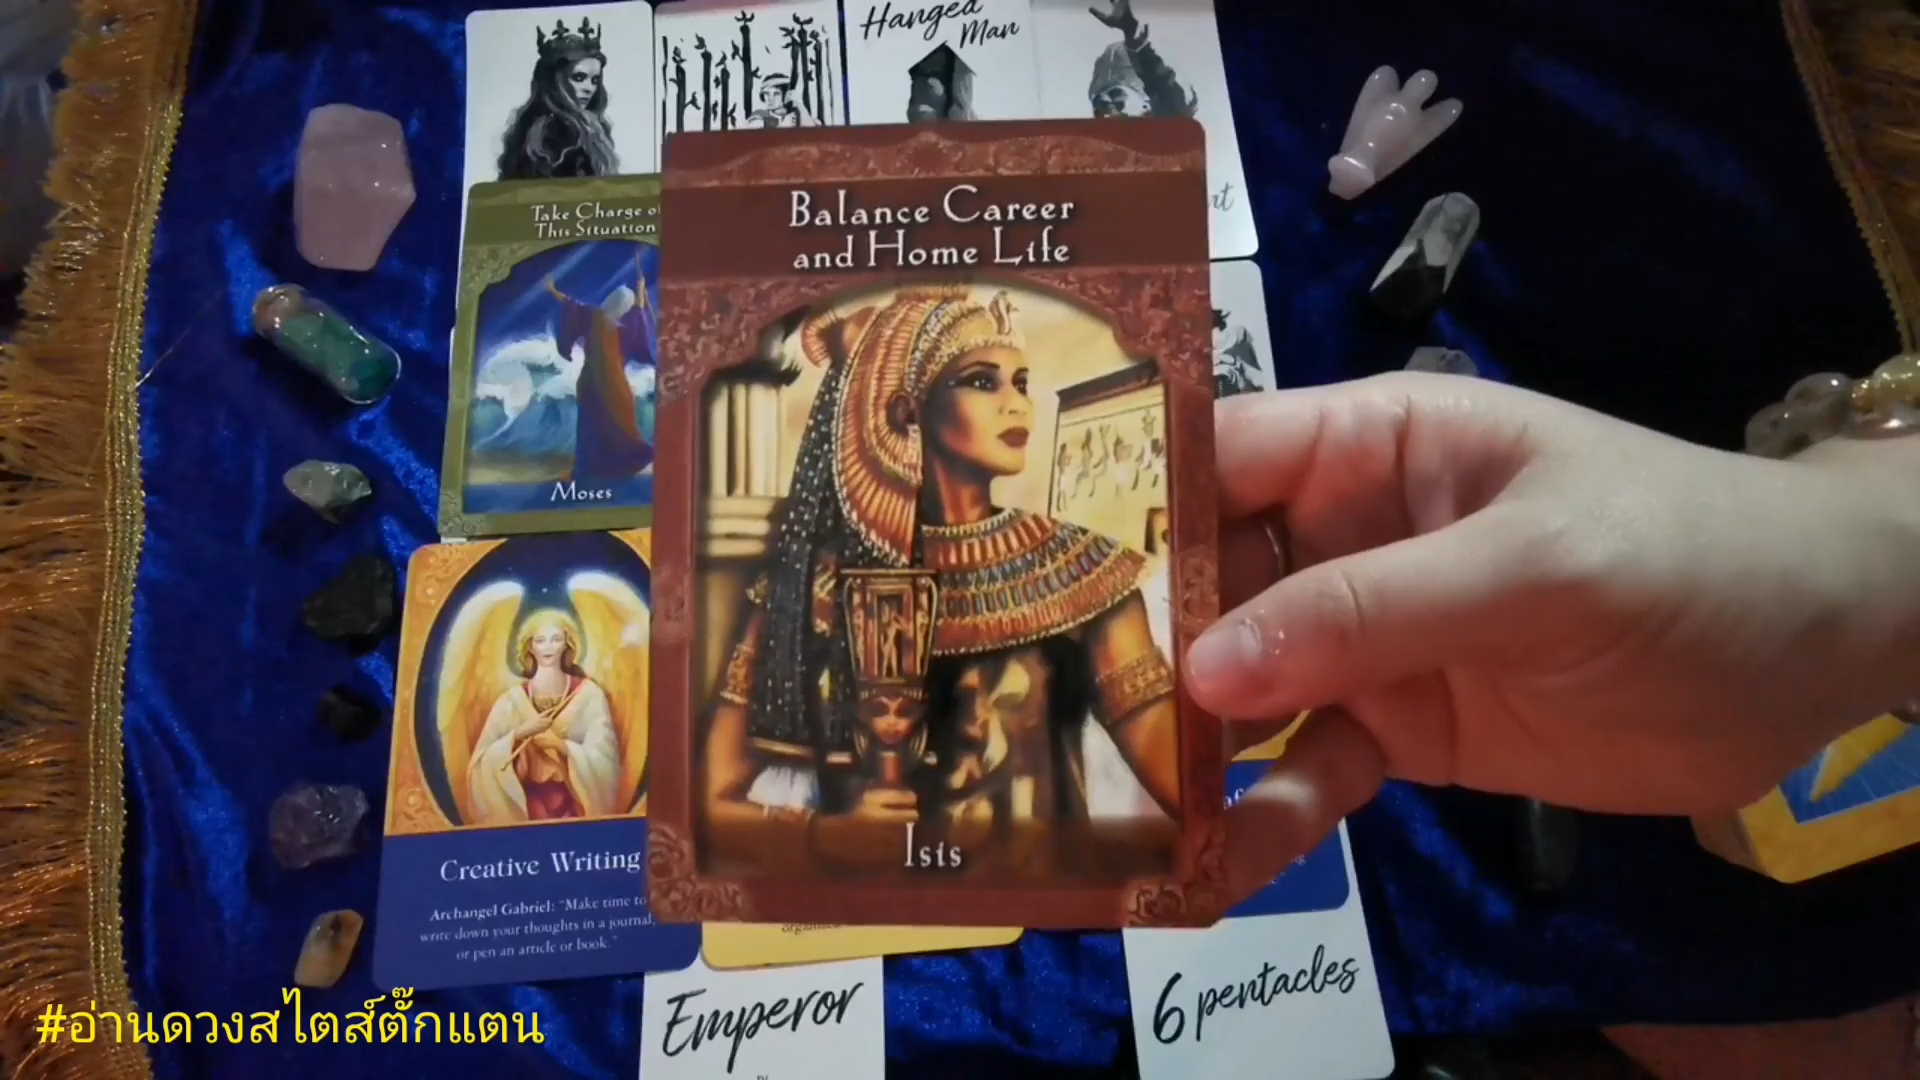 Hanged
Man
Take Charge of
This Situation
Moses
Balance Career
and Home Life
Isis
Creative Writing
Archangel Gabriel: "Make time to
write down your thoughts in a journal,
or pen an article or book."
Emperor
IV
6 pentacles
#อ่านดวงสไตส์ตั๊กแตน